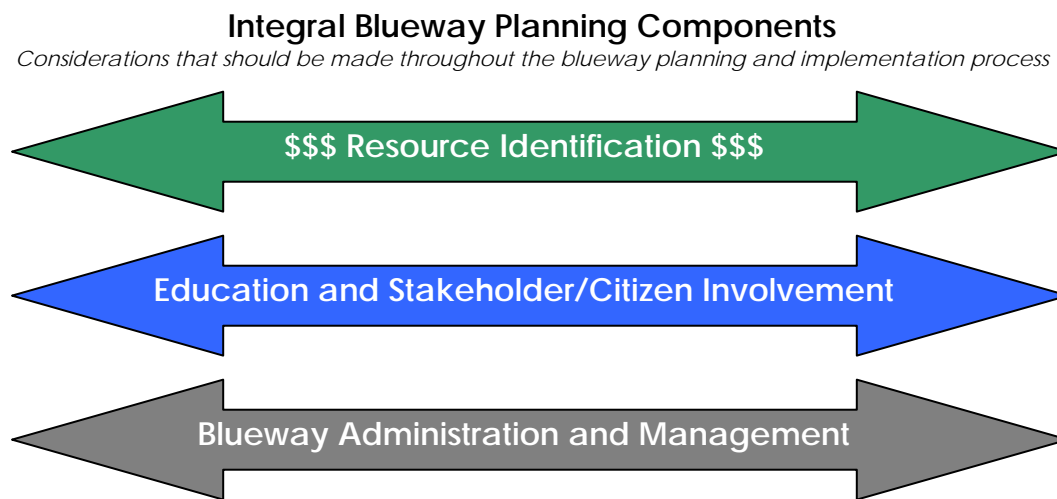 Integral Blueway Planning Components
Considerations that should be made throughout the blueway planning and implementation process
$$$ Resource Identification $$$
Education and Stakeholder/Citizen Involvement
Blueway Administration and Management